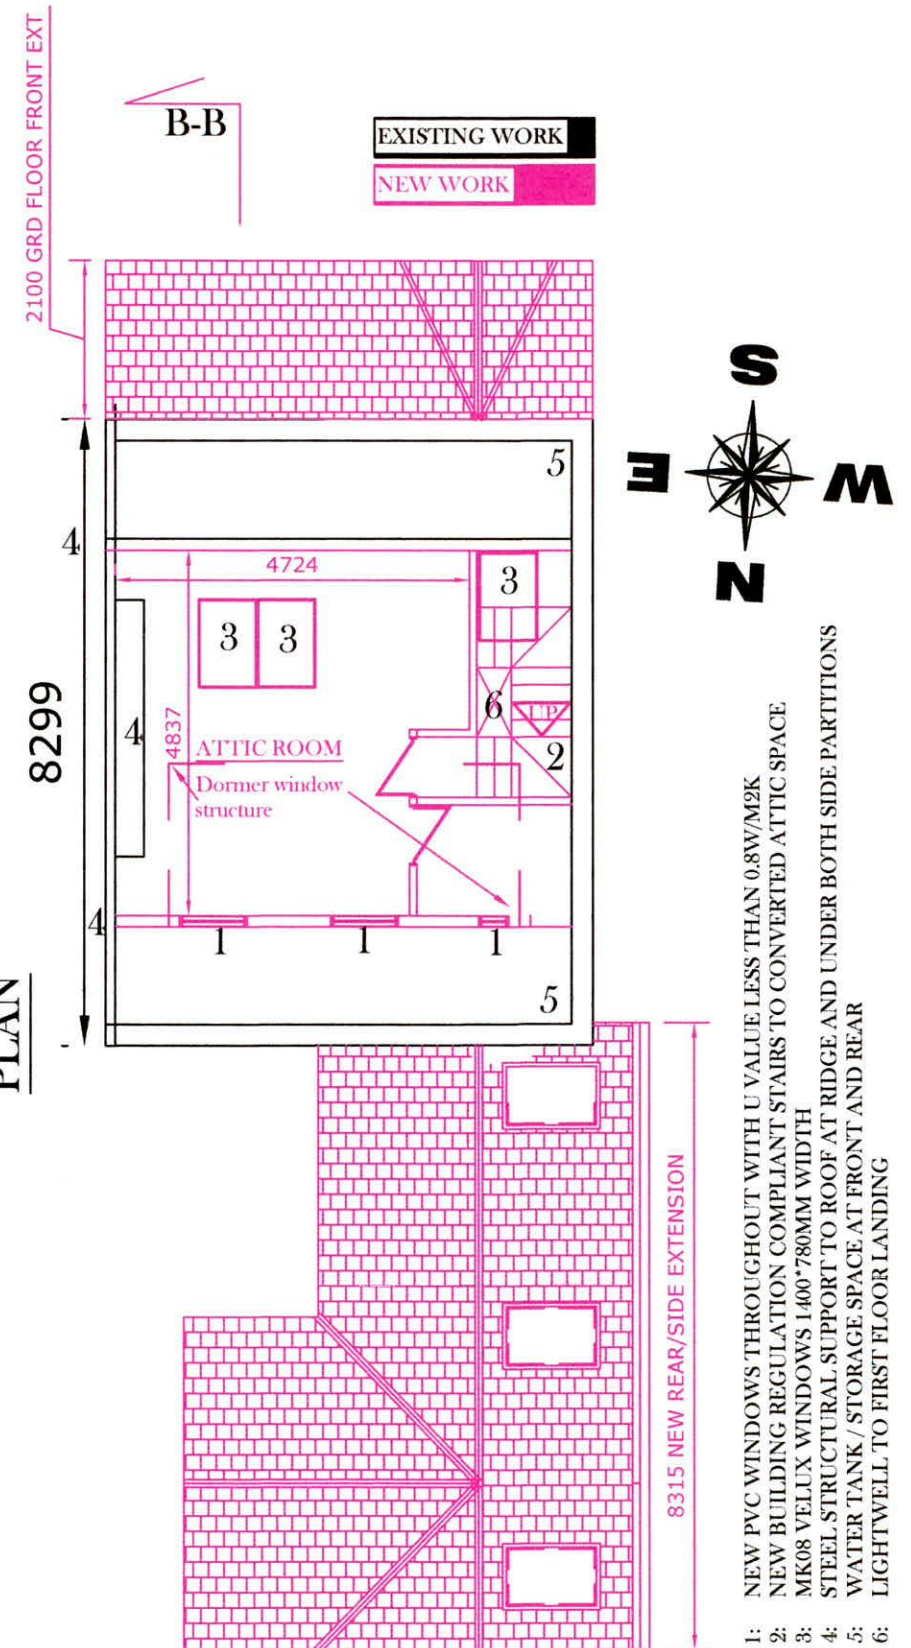 2100 GRD FLOOR FRONT EXT
B-B
EXISTING WORK
NEW WORK
S
E
W
N
5
4
4724
3
3
3
8299
4
4837
6
UP
2
ATTIC ROOM
Dormer window
structure
4
1
1
1
5
PLAN
8315 NEW REAR/SIDE EXTENSION
1: NEW PVC WINDOWS THROUGHOUT WITH U VALUE LESS THAN 0.8W/M2K
2: NEW BUILDING REGULATION COMPLIANT STAIRS TO CONVERTED ATTIC SPACE
3: MK08 VELUX WINDOWS 1400*780MM WIDTH
4: STEEL STRUCTURAL SUPPORT TO ROOF AT RIDGE AND UNDER BOTH SIDE PARTITIONS
5: WATER TANK / STORAGE SPACE AT FRONT AND REAR
6: LIGHTWELL TO FIRST FLOOR LANDING